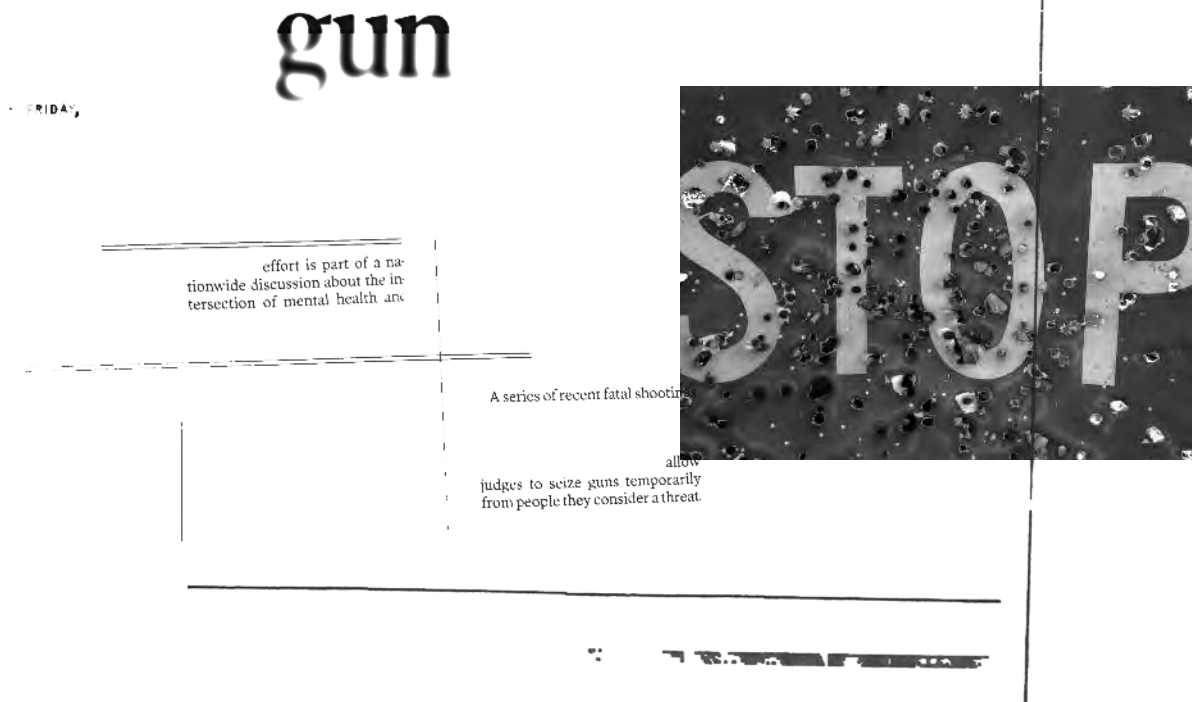 gun
FRIDAY,
STOP
effort is part of a na-
tionwide discussion about the in-
tersection of mental health and
A series of recent fatal shootings
allow
judges to seize guns temporarily
from people they consider a threat.